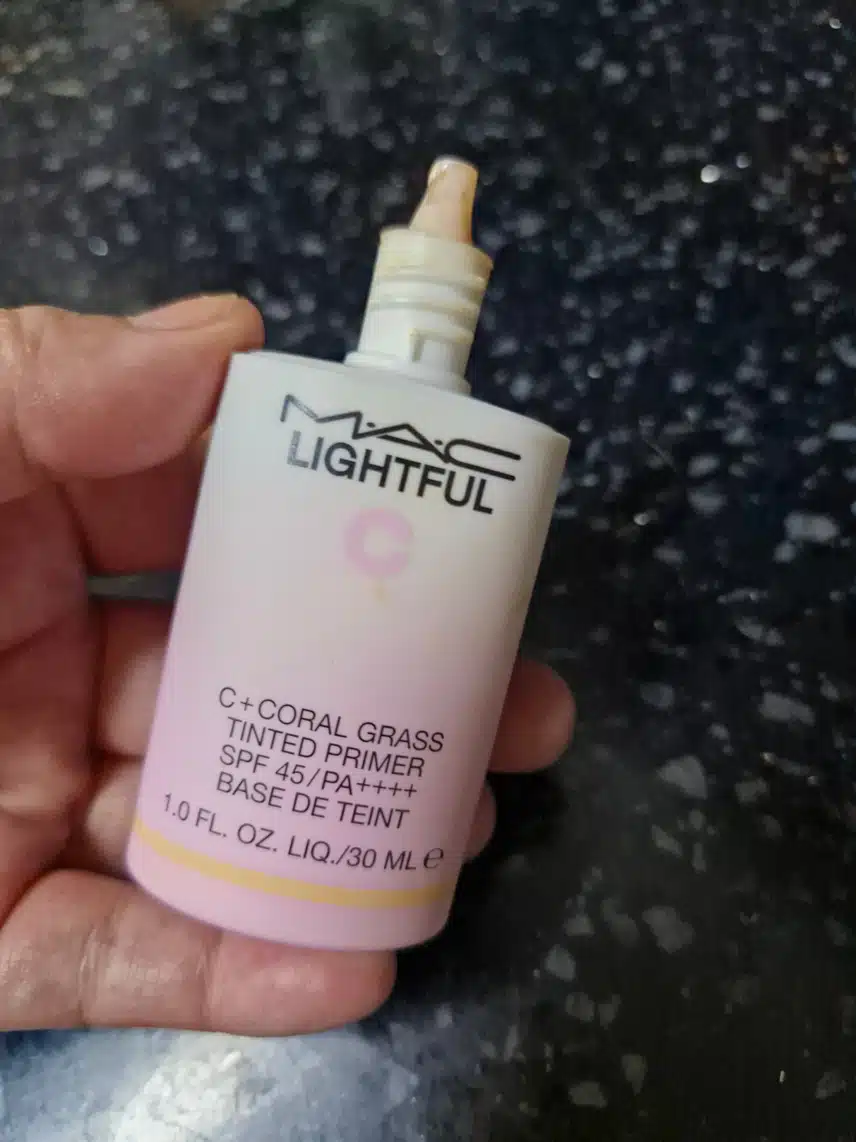 M·A·C
LIGHTFUL
C
C+CORAL GRASS
TINTED PRIMER
SPF 45/PA++++
BASE DE TEINT
1.0 FL. OZ. LIQ./30 ML ℮